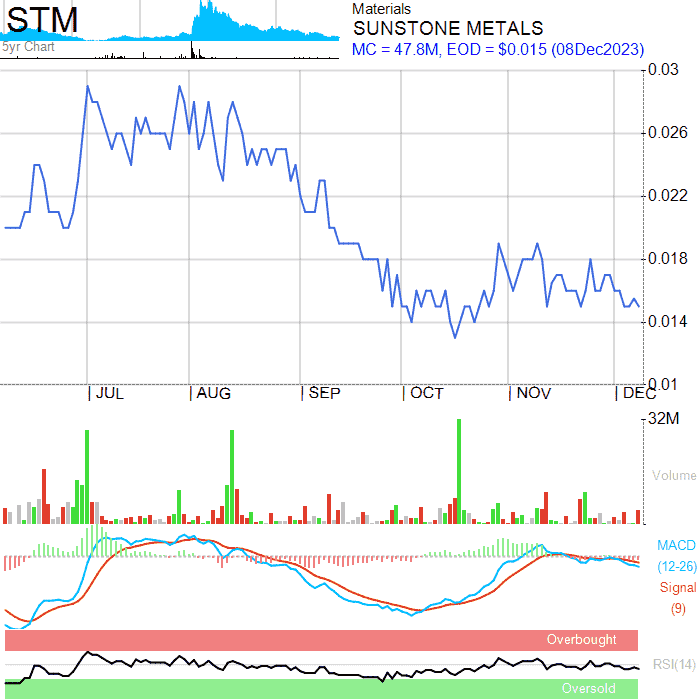 STM
5yr Chart
Materials
SUNSTONE METALS
MC = 47.8M, EOD = $0.015 (08Dec2023)
0.03
0.026
0.022
0.018
0.014
0.01
JUL AUG SEP OCT NOV DEC
32M
Volume
MACD
(12-26)
Signal
(9)
Overbought
RSI(14)
Oversold